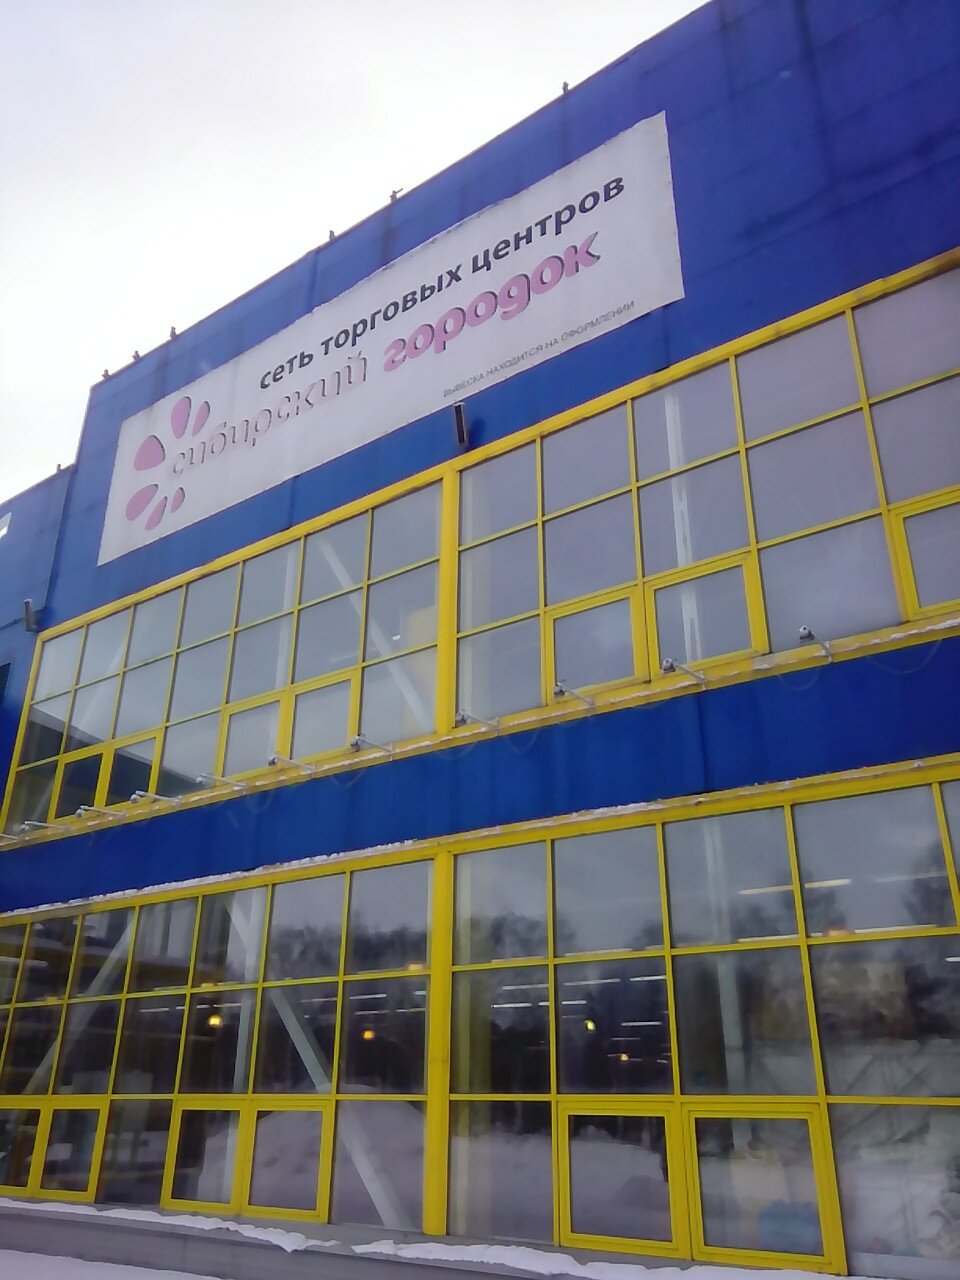 сеть торговых центров
сибирский городок
ВЫВЕСКА НАХОДИТСЯ НА ОФОРМЛЕНИИ